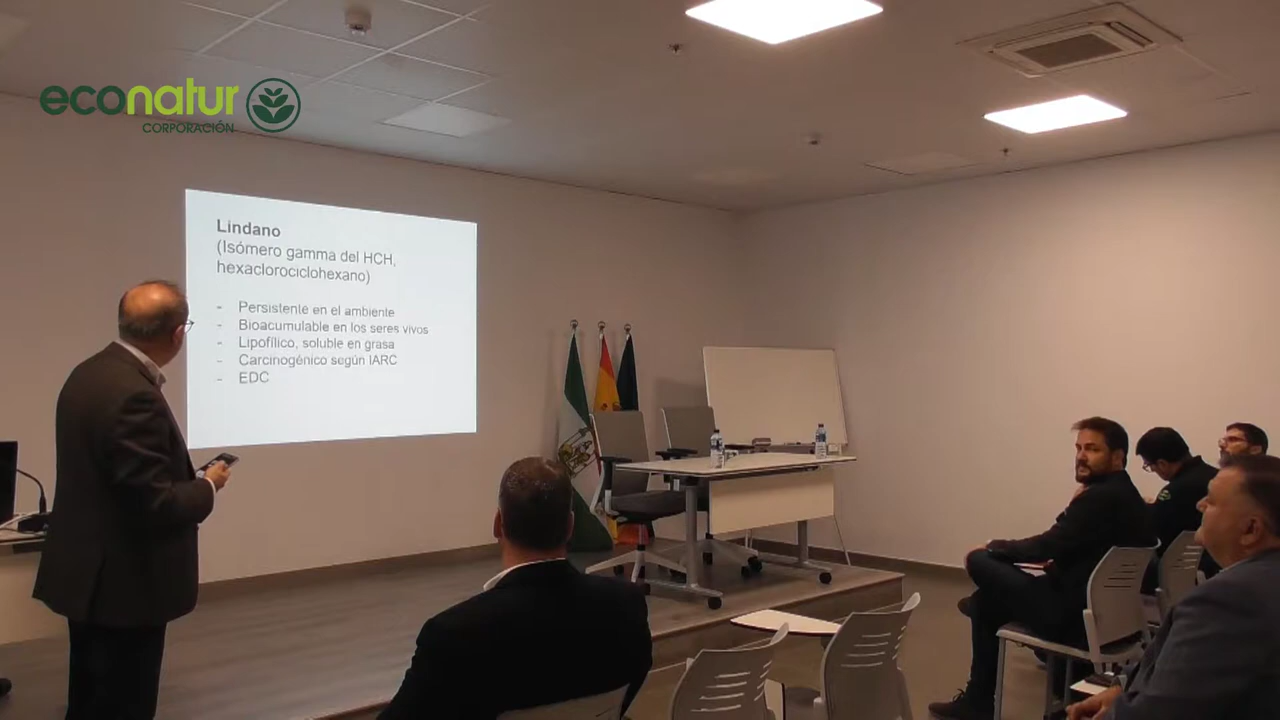 econatur
CORPORACIÓN
Lindano
(Isómero gamma del HCH,
hexaclorociclohexano)
- Persistente en el ambiente
- Bioacumulable en los seres vivos
- Lipofílico, soluble en grasa
- Carcinogénico según IARC
- EDC